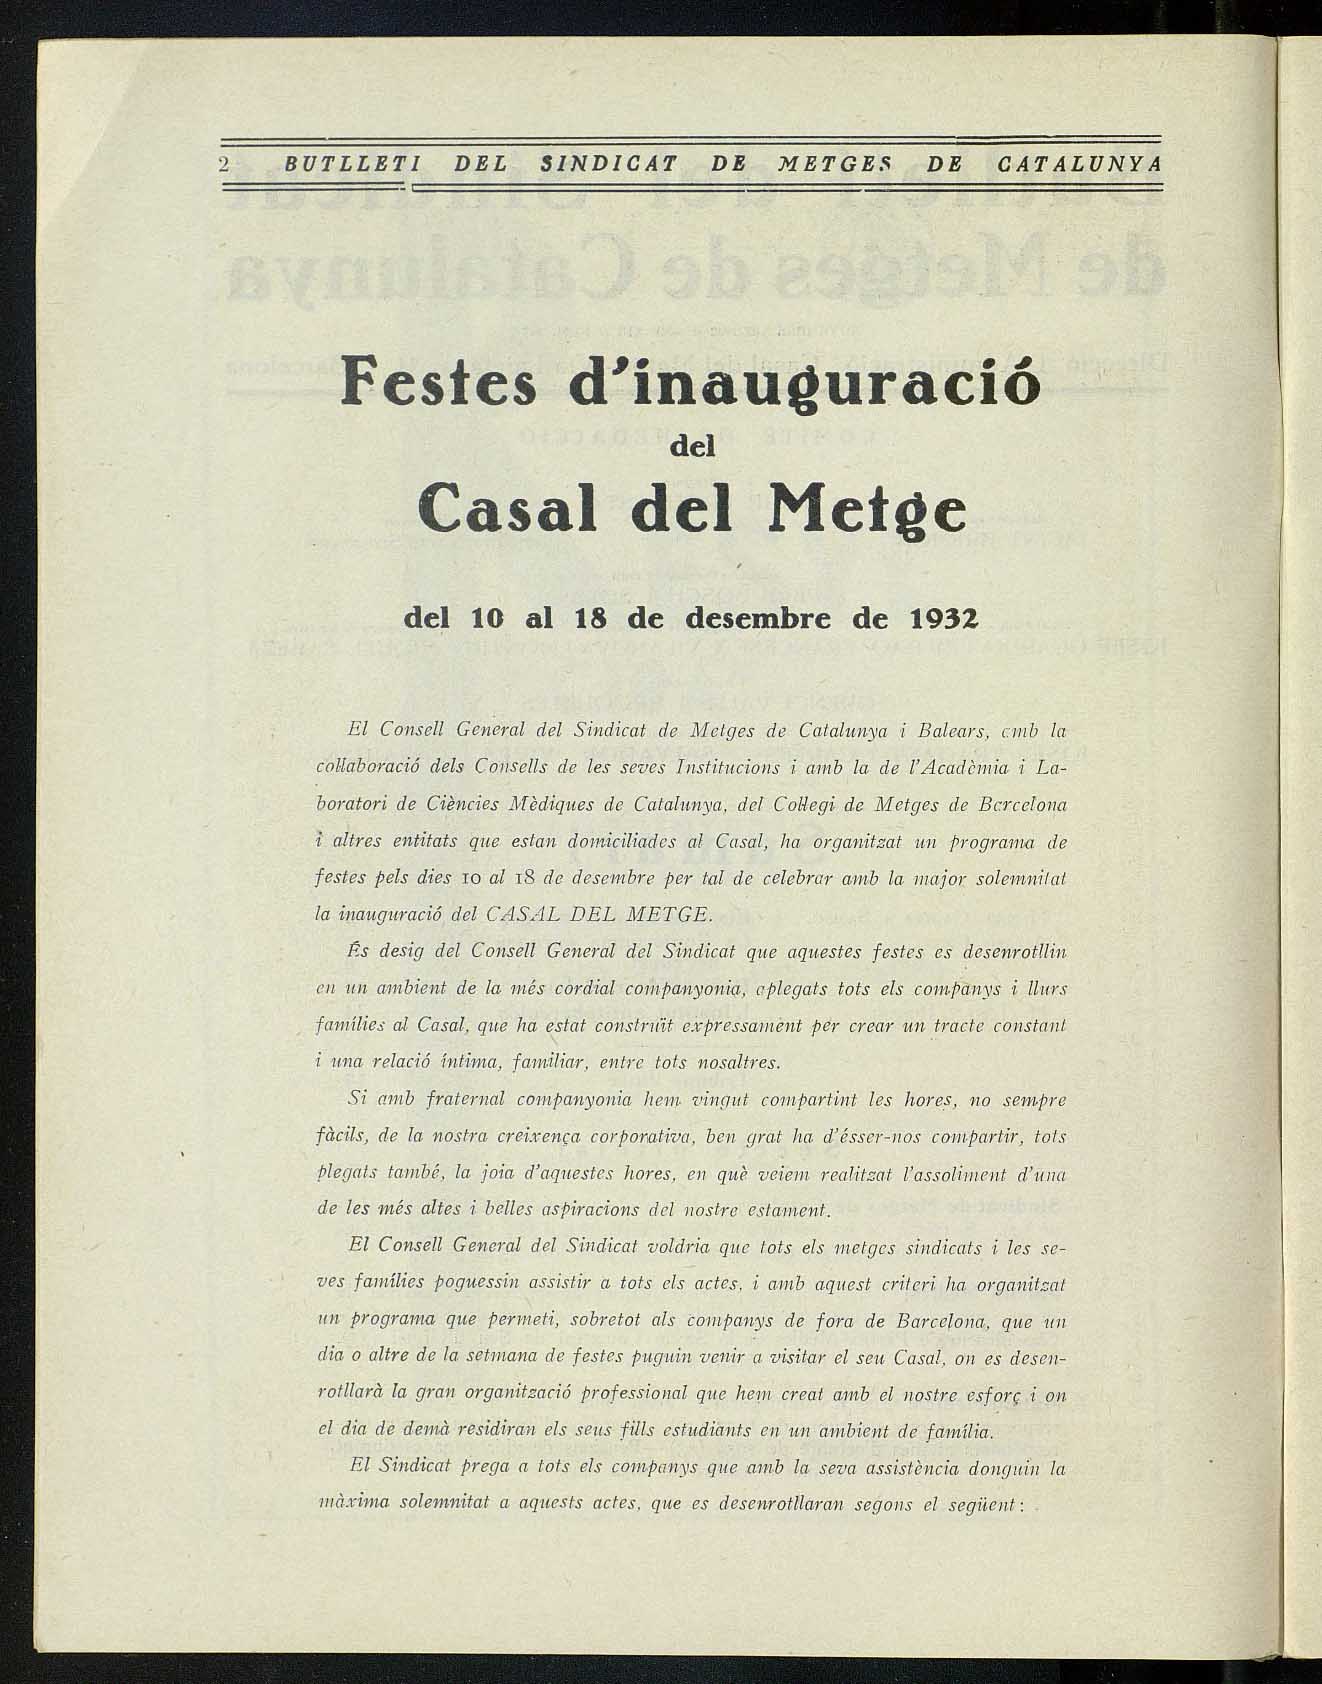 2 BUTLLETI DEL SINDICAT DE METGES DE CATALUNYA
Festes d'inauguració
del
Casal del Metge
del 10 al 18 de desembre de 1932
El Consell General del Sindicat de Metges de Catalunya i Balears, amb la
col·laboració dels Consells de les seves Institucions i amb la de l'Acadèmia i La-
boratori de Ciències Mèdiques de Catalunya, del Col·legi de Metges de Barcelona
i altres entitats que estan domiciliades al Casal, ha organitzat un programa de
festes pels dies 10 al 18 de desembre per tal de celebrar amb la major solemnitat
la inauguració del CASAL DEL METGE.
És desig del Consell General del Sindicat que aquestes festes es desenrotllin
en un ambient de la més cordial companyonia, aplegats tots els companys i llurs
famílies al Casal, que ha estat construït expressament per crear un tracte constant
i una relació íntima, familiar, entre tots nosaltres.
Si amb fraternal companyonia hem vingut compartint les hores, no sempre
fàcils, de la nostra creixença corporativa, ben grat ha d'ésser-nos compartir, tots
plegats també, la joia d'aquestes hores, en què veiem realitzat l'assoliment d'una
de les més altes i belles aspiracions del nostre estament.
El Consell General del Sindicat voldria que tots els metges sindicats i les se-
ves famílies poguessin assistir a tots els actes, i amb aquest criteri ha organitzat
un programa que permeti, sobretot als companys de fora de Barcelona, que un
dia o altre de la setmana de festes puguin venir a visitar el seu Casal, on es desen-
rotllarà la gran organització professional que hem creat amb el nostre esforç i on
el dia de demà residiran els seus fills estudiants en un ambient de família.
El Sindicat prega a tots els companys que amb la seva assistència donguin la
màxima solemnitat a aquests actes, que es desenrotllaran segons el següent: